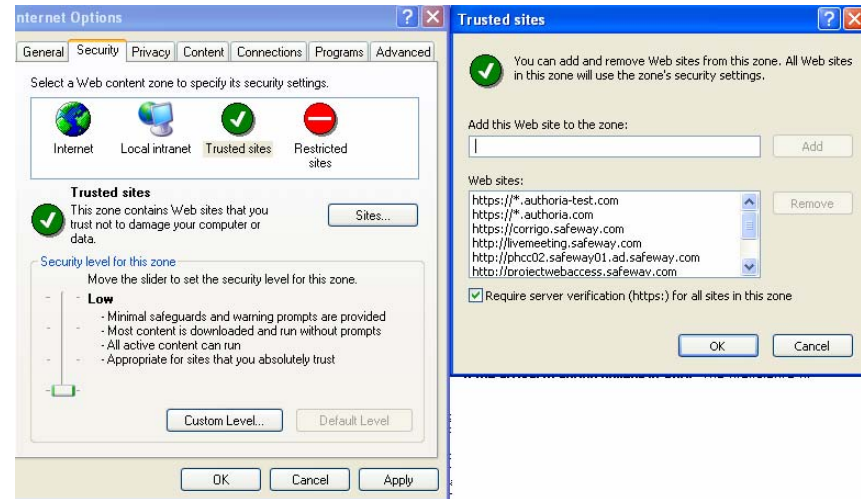 nternet Options
General Security Privacy Content Connections Programs Advanced
Select a Web content zone to specify its security settings.
Internet Local intranet Trusted sites Restricted
sites
Trusted sites
This zone contains Web sites that you
trust not to damage your computer or
data.
Sites...
Security level for this zone
Move the slider to set the security level for this zone.
Low
- Minimal safeguards and warning prompts are provided
- Most content is downloaded and run without prompts
- All active content can run
- Appropriate for sites that you absolutely trust
Custom Level... Default Level
OK Cancel Apply
Trusted sites
You can add and remove Web sites from this zone. All Web sites
in this zone will use the zone's security settings.
Add this Web site to the zone:
Add
Web sites:
https://*.authoria-test.com
https://*.authoria.com
https://corrigo.safeway.com
http://livemeeting.safeway.com
http://phcc02.safeway01.ad.safeway.com
http://projectwebaccess.safeway.com
Remove
Require server verification (https:) for all sites in this zone
OK Cancel